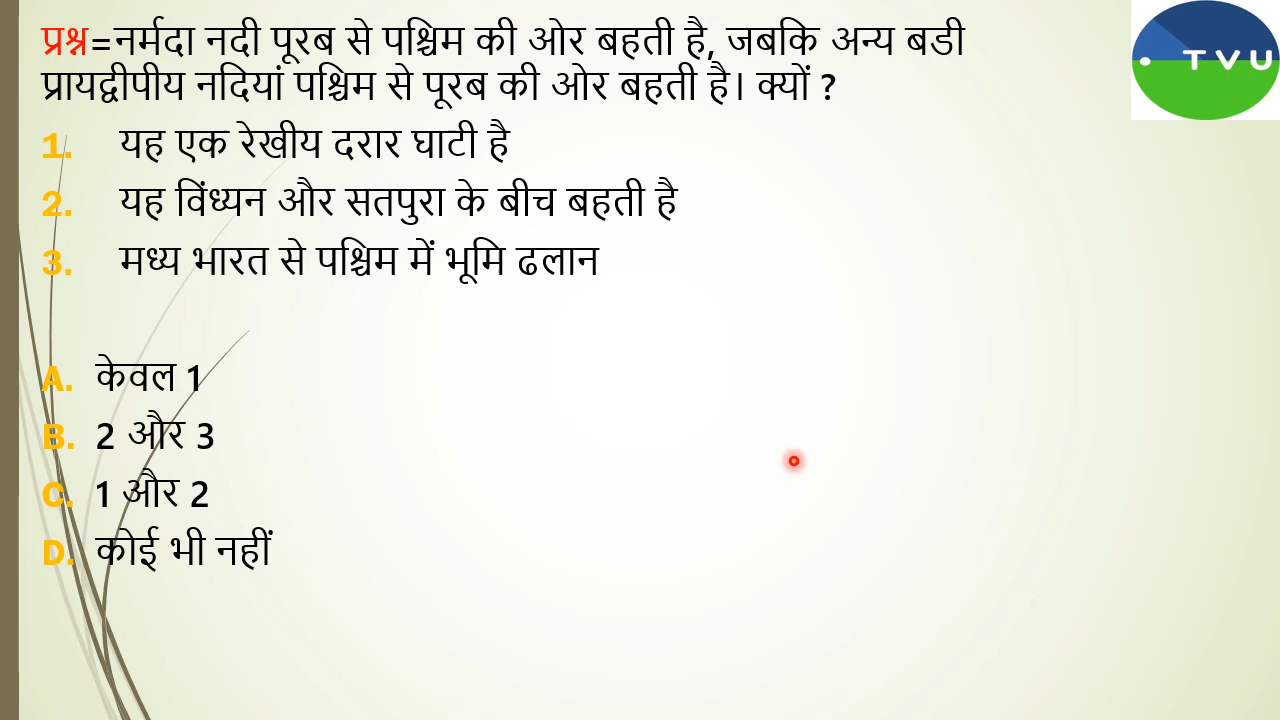 प्रश्न=नर्मदा नदी पूरब से पश्चिम की ओर बहती है, जबकि अन्य बडी
प्रायद्वीपीय नदियां पश्चिम से पूरब की ओर बहती है। क्यों ?
1. यह एक रेखीय दरार घाटी है
2. यह विंध्यन और सतपुरा के बीच बहती है
3. मध्य भारत से पश्चिम में भूमि ढलान
A. केवल 1
B. 2 और 3
C. 1 और 2
D. कोई भी नहीं
TVU